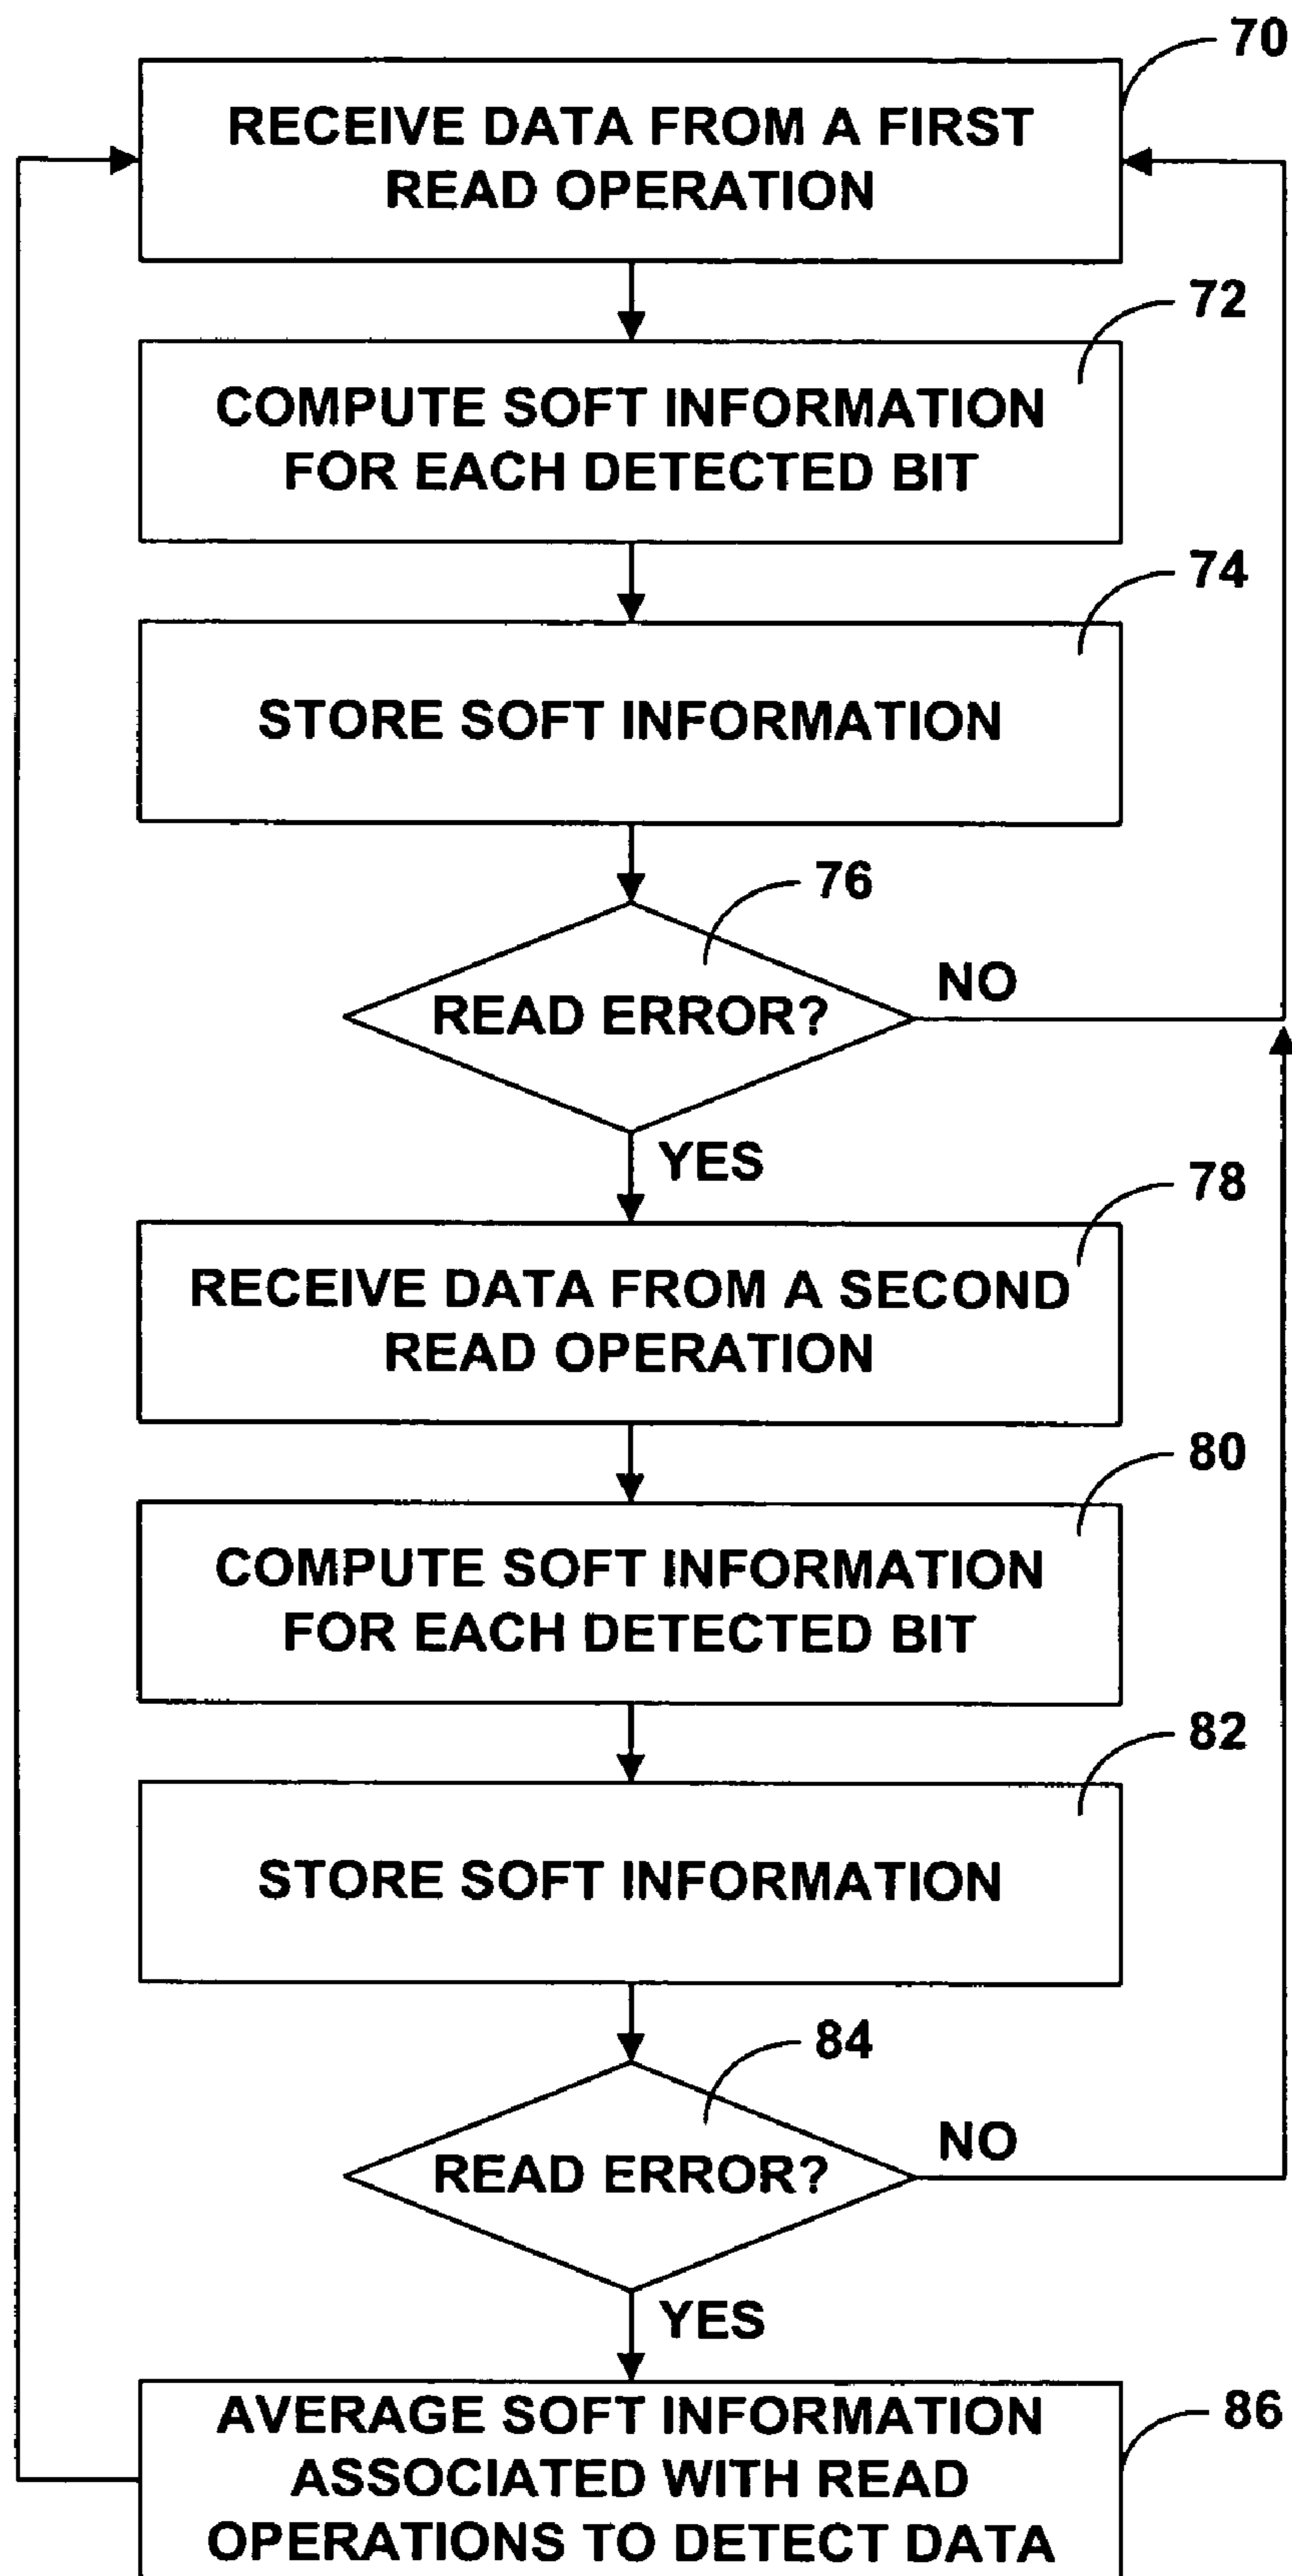 70
RECEIVE DATA FROM A FIRST
READ OPERATION
72
COMPUTE SOFT INFORMATION
FOR EACH DETECTED BIT
74
STORE SOFT INFORMATION
76
READ ERROR?
NO
YES
78
RECEIVE DATA FROM A SECOND
READ OPERATION
80
COMPUTE SOFT INFORMATION
FOR EACH DETECTED BIT
82
STORE SOFT INFORMATION
84
READ ERROR?
NO
YES
86
AVERAGE SOFT INFORMATION
ASSOCIATED WITH READ
OPERATIONS TO DETECT DATA